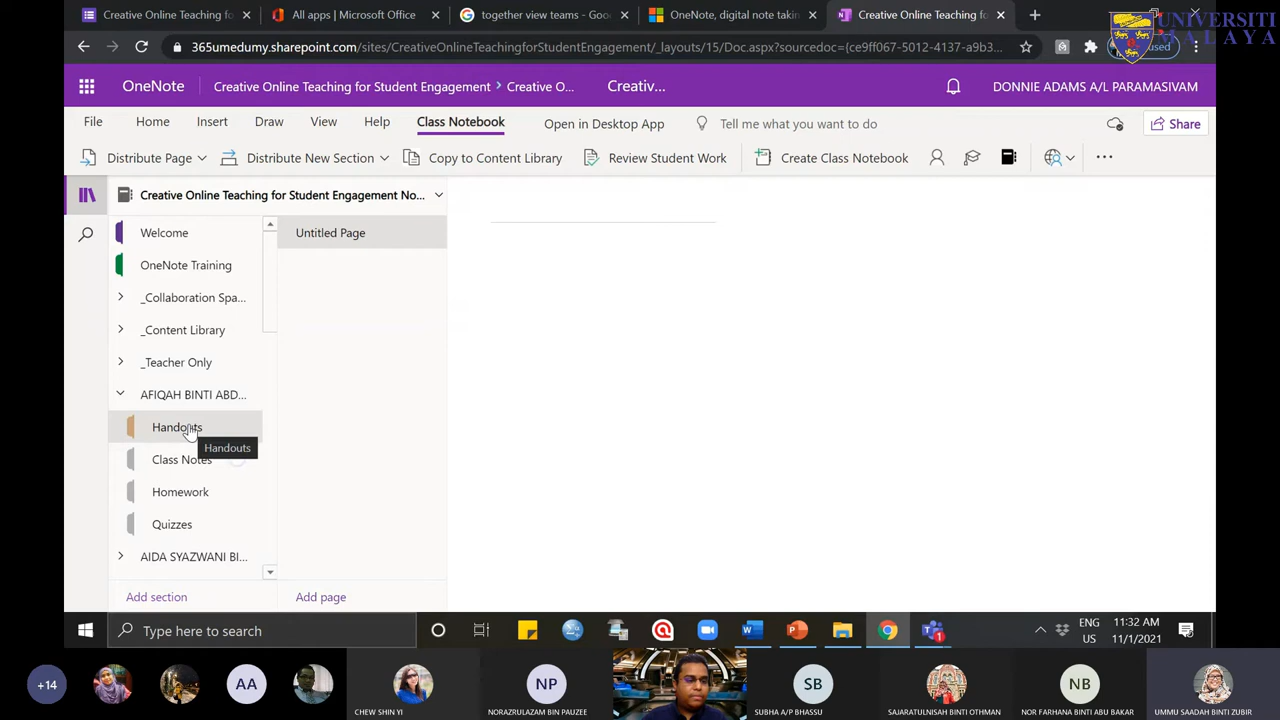 Creative Online Teaching for
All apps | Microsoft Office
together view teams - Goo
OneNote, digital note takin
Creative Online Teaching fo
UNIVERSITI
MALAYA
365umedumy.sharepoint.com/sites/CreativeOnlineTeachingforStudentEngagement/_layouts/15/Doc.aspx?sourcedoc={ce9ff067-5012-4137-a9b3...
OneNote
Creative Online Teaching for Student Engagement
Creative O...
Creativ...
DONNIE ADAMS A/L PARAMASIVAM
File
Home
Insert
Draw
View
Help
Class Notebook
Open in Desktop App
Tell me what you want to do
Share
Distribute Page
Distribute New Section
Copy to Content Library
Review Student Work
Create Class Notebook
Creative Online Teaching for Student Engagement No...
Welcome
OneNote Training
_Collaboration Spa...
_Content Library
_Teacher Only
AFIQAH BINTI ABD...
Handouts
Handouts
Class Notes
Homework
Quizzes
AIDA SYAZWANI BI...
Add section
Untitled Page
Add page
Type here to search
ENG
US
11:32 AM
11/1/2021
+14
AA
CHEW SHIN YI
NP
NORAZRULAZAM BIN PAUZEE
SB
SUBHA A/P BHASSU
SAJARATULNISAH BINTI OTHMAN
NB
NOR FARHANA BINTI ABU BAKAR
UMMU SAADAH BINTI ZUBIR